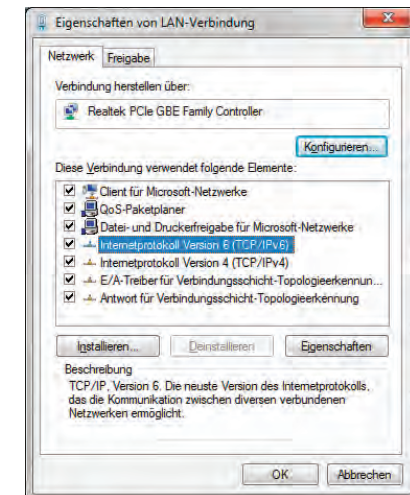 Eigenschaften von LAN-Verbindung
Netzwerk Freigabe
Verbindung herstellen über:
Realtek PCIe GBE Family Controller
Konfigurieren...
Diese Verbindung verwendet folgende Elemente:
Client für Microsoft-Netzwerke
QoS-Paketplaner
Datei- und Druckerfreigabe für Microsoft-Netzwerke
Internetprotokoll Version 6 (TCP/IPv6)
Internetprotokoll Version 4 (TCP/IPv4)
E/A-Treiber für Verbindungsschicht-Topologieerkennun...
Antwort für Verbindungsschicht-Topologieerkennung
Installieren... Deinstallieren Eigenschaften
Beschreibung
TCP/IP, Version 6. Die neuste Version des Internetprotokolls,
das die Kommunikation zwischen diversen verbundenen
Netzwerken ermöglicht.
OK Abbrechen